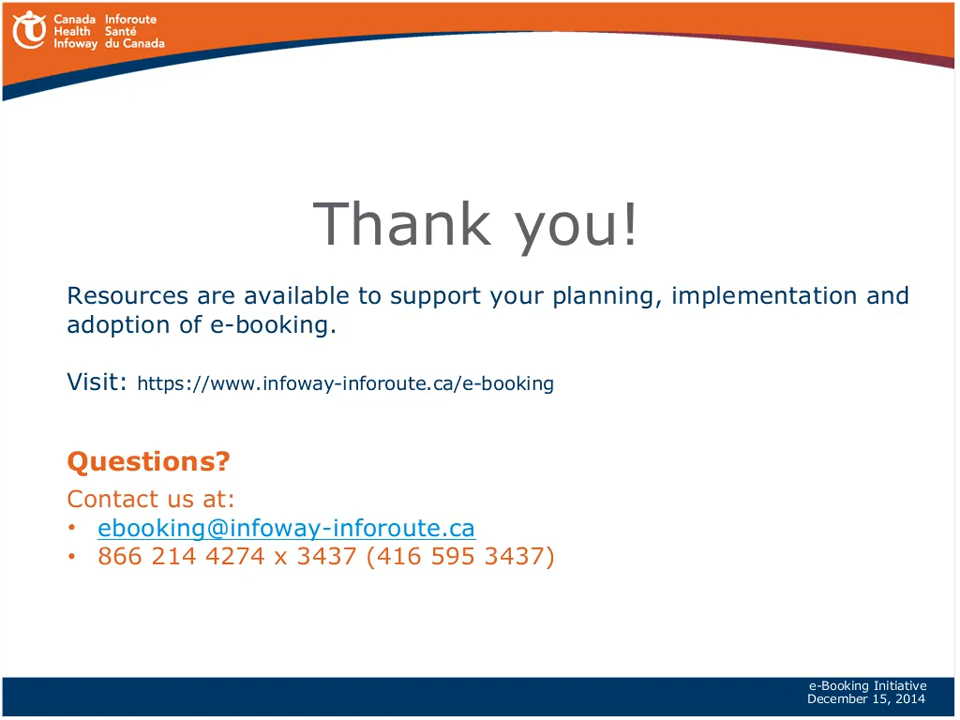 Canada Inforoute
Health Santé
Infoway du Canada
Thank you!
Resources are available to support your planning, implementation and
adoption of e-booking.
Visit: https://www.infoway-inforoute.ca/e-booking
Questions?
Contact us at:
• ebooking@infoway-inforoute.ca
• 866 214 4274 x 3437 (416 595 3437)
e-Booking Initiative
December 15, 2014